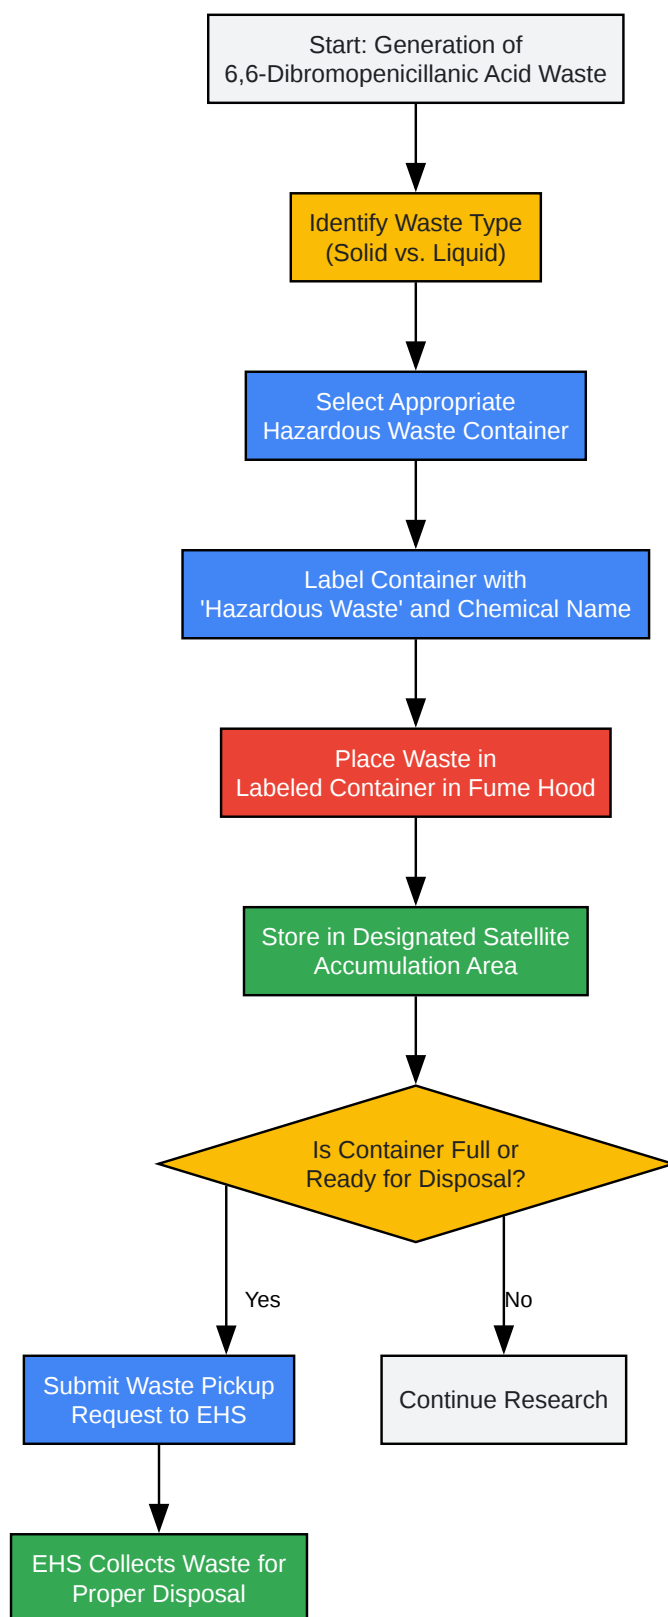 Start: Generation of
6,6-Dibromopenicillanic Acid Waste
Identify Waste Type
(Solid vs. Liquid)
Select Appropriate
Hazardous Waste Container
Label Container with
'Hazardous Waste' and Chemical Name
Place Waste in
Labeled Container in Fume Hood
Store in Designated Satellite
Accumulation Area
Is Container Full or
Ready for Disposal?
Yes
No
Submit Waste Pickup
Request to EHS
Continue Research
EHS Collects Waste for
Proper Disposal